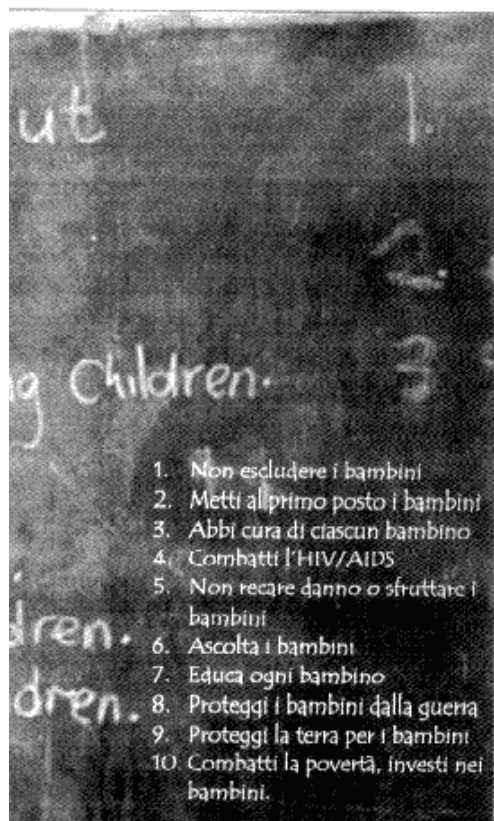 ut 1.
2.
g Children. 3
1. Non escludere i bambini
2. Metti al primo posto i bambini
3. Abbi cura di ciascun bambino
4. Combatti l'HIV/AIDS
5. Non recare danno o sfruttare i
bambini
6. Ascolta i bambini
7. Educa ogni bambino
8. Proteggi i bambini dalla guerra
9. Proteggi la terra per i bambini
10. Combatti la povertà, investi nei
bambini.
dren.
dren.